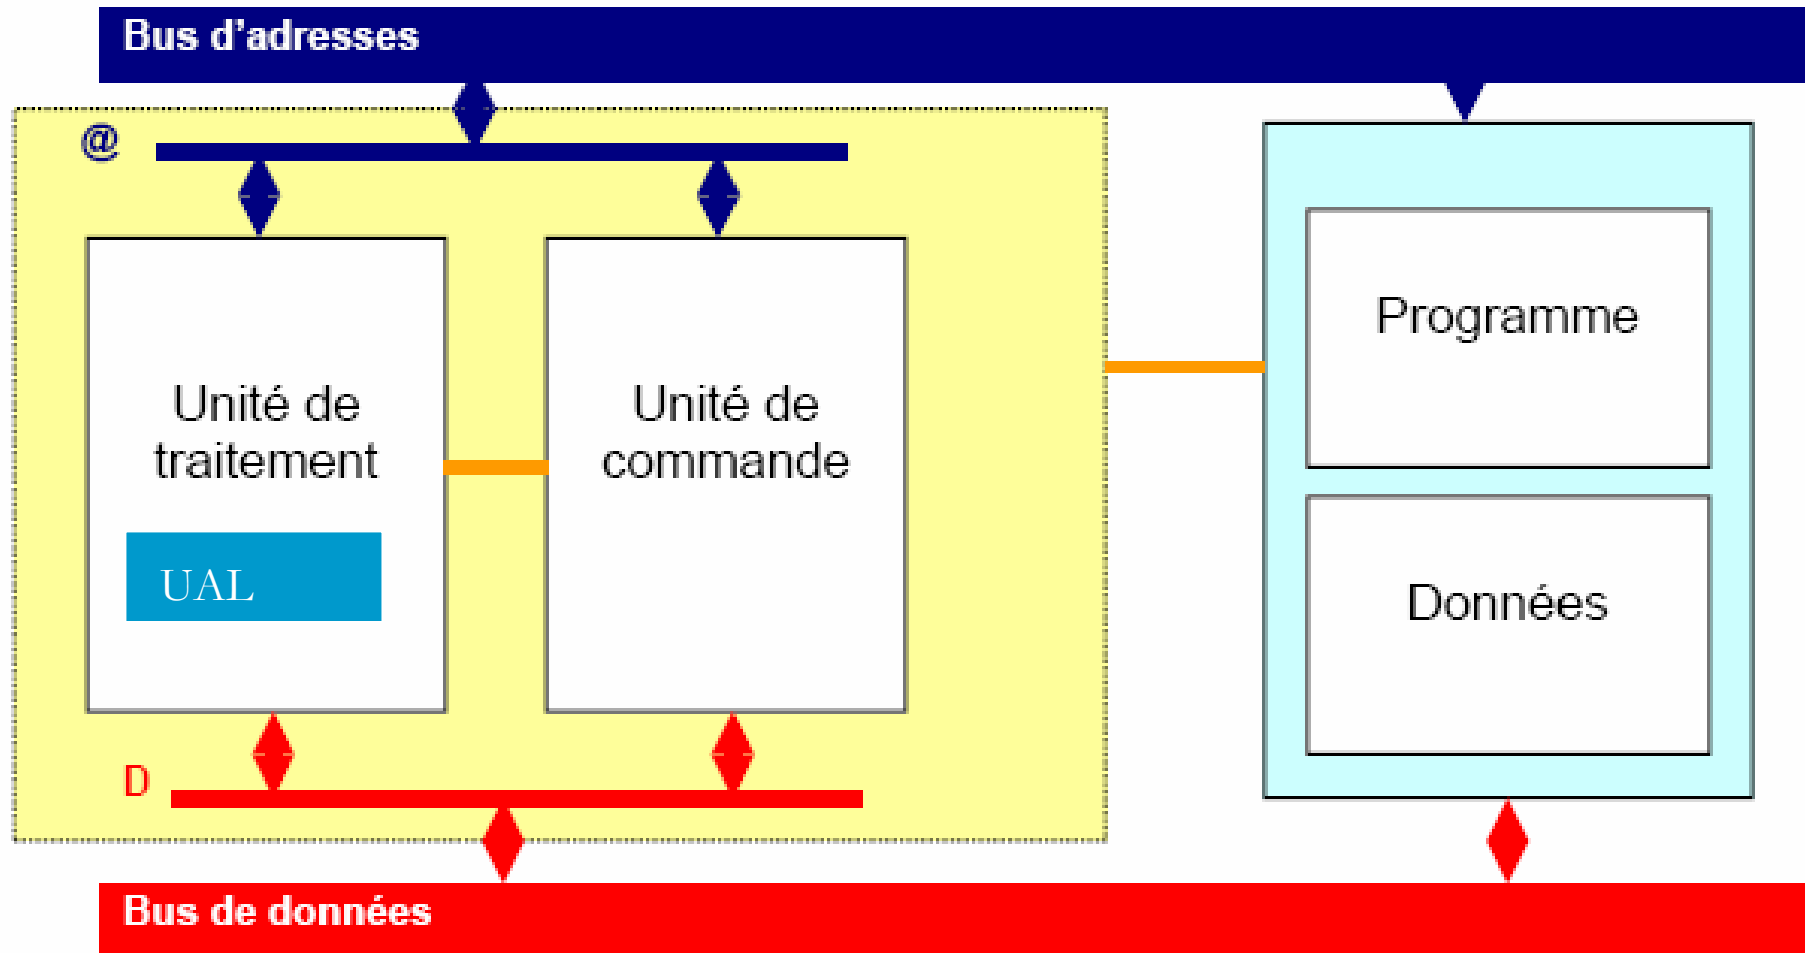 Bus d'adresses
@
Unité de
traitement
UAL
Unité de
commande
D
Programme
Données
Bus de données